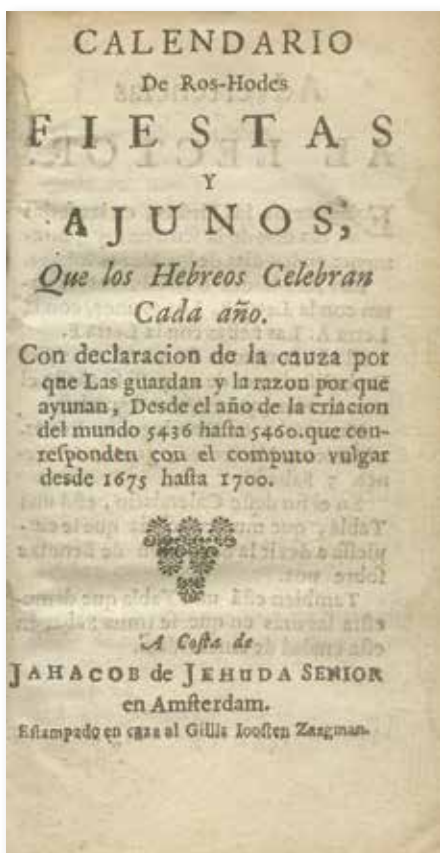 CALENDARIO
De Ros-Hodes
FIESTAS
Y
AJUNOS,
Que los Hebreos Celebran
Cada año.
Con declaracion de la cauza por
que Las guardan y la razon por que
ayunan, Desde el año de la criacion
del mundo 5436 haſta 5460. que con-
reſponden con el computo vulgar
desde 1675 haſta 1700.
A Coſta de
JAHACOB de JEHUDA SENIOR
en Amſterdam.
Eſtampado en caza al Gillis Jooſten Zaagman.